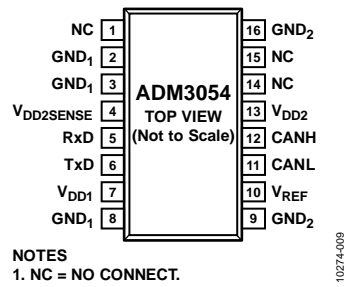 NC 1
GND1 2
GND1 3
VDD2SENSE 4
RxD 5
TxD 6
VDD1 7
GND1 8
ADM3054
TOP VIEW
(Not to Scale)
16 GND2
15 NC
14 NC
13 VDD2
12 CANH
11 CANL
10 VREF
9 GND2
NOTES
1. NC = NO CONNECT.
10274-009